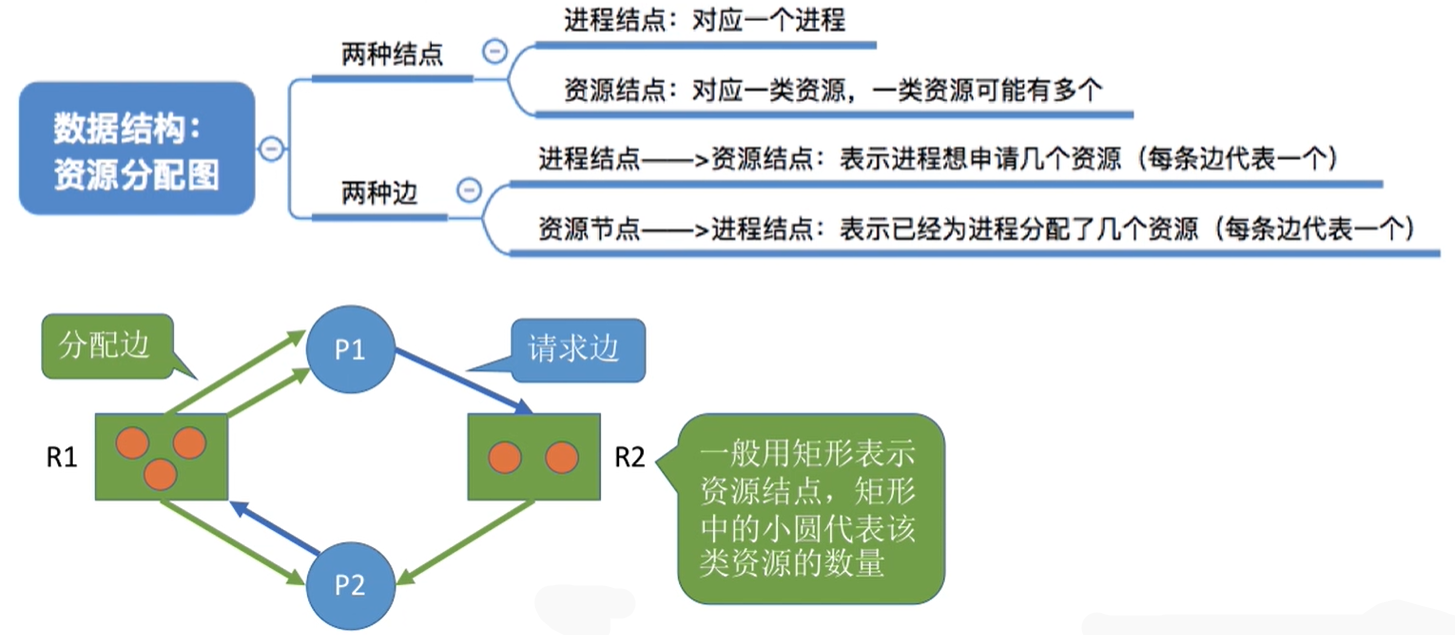 进程结点：对应一个进程
两种结点
资源结点：对应一类资源，一类资源可能有多个
数据结构：
资源分配图
进程结点——>资源结点：表示进程想申请几个资源（每条边代表一个）
两种边
资源节点——>进程结点：表示已经为进程分配了几个资源（每条边代表一个）
分配边
P1
请求边
R1
R2
一般用矩形表示
资源结点，矩形
中的小圆代表该
类资源的数量
P2